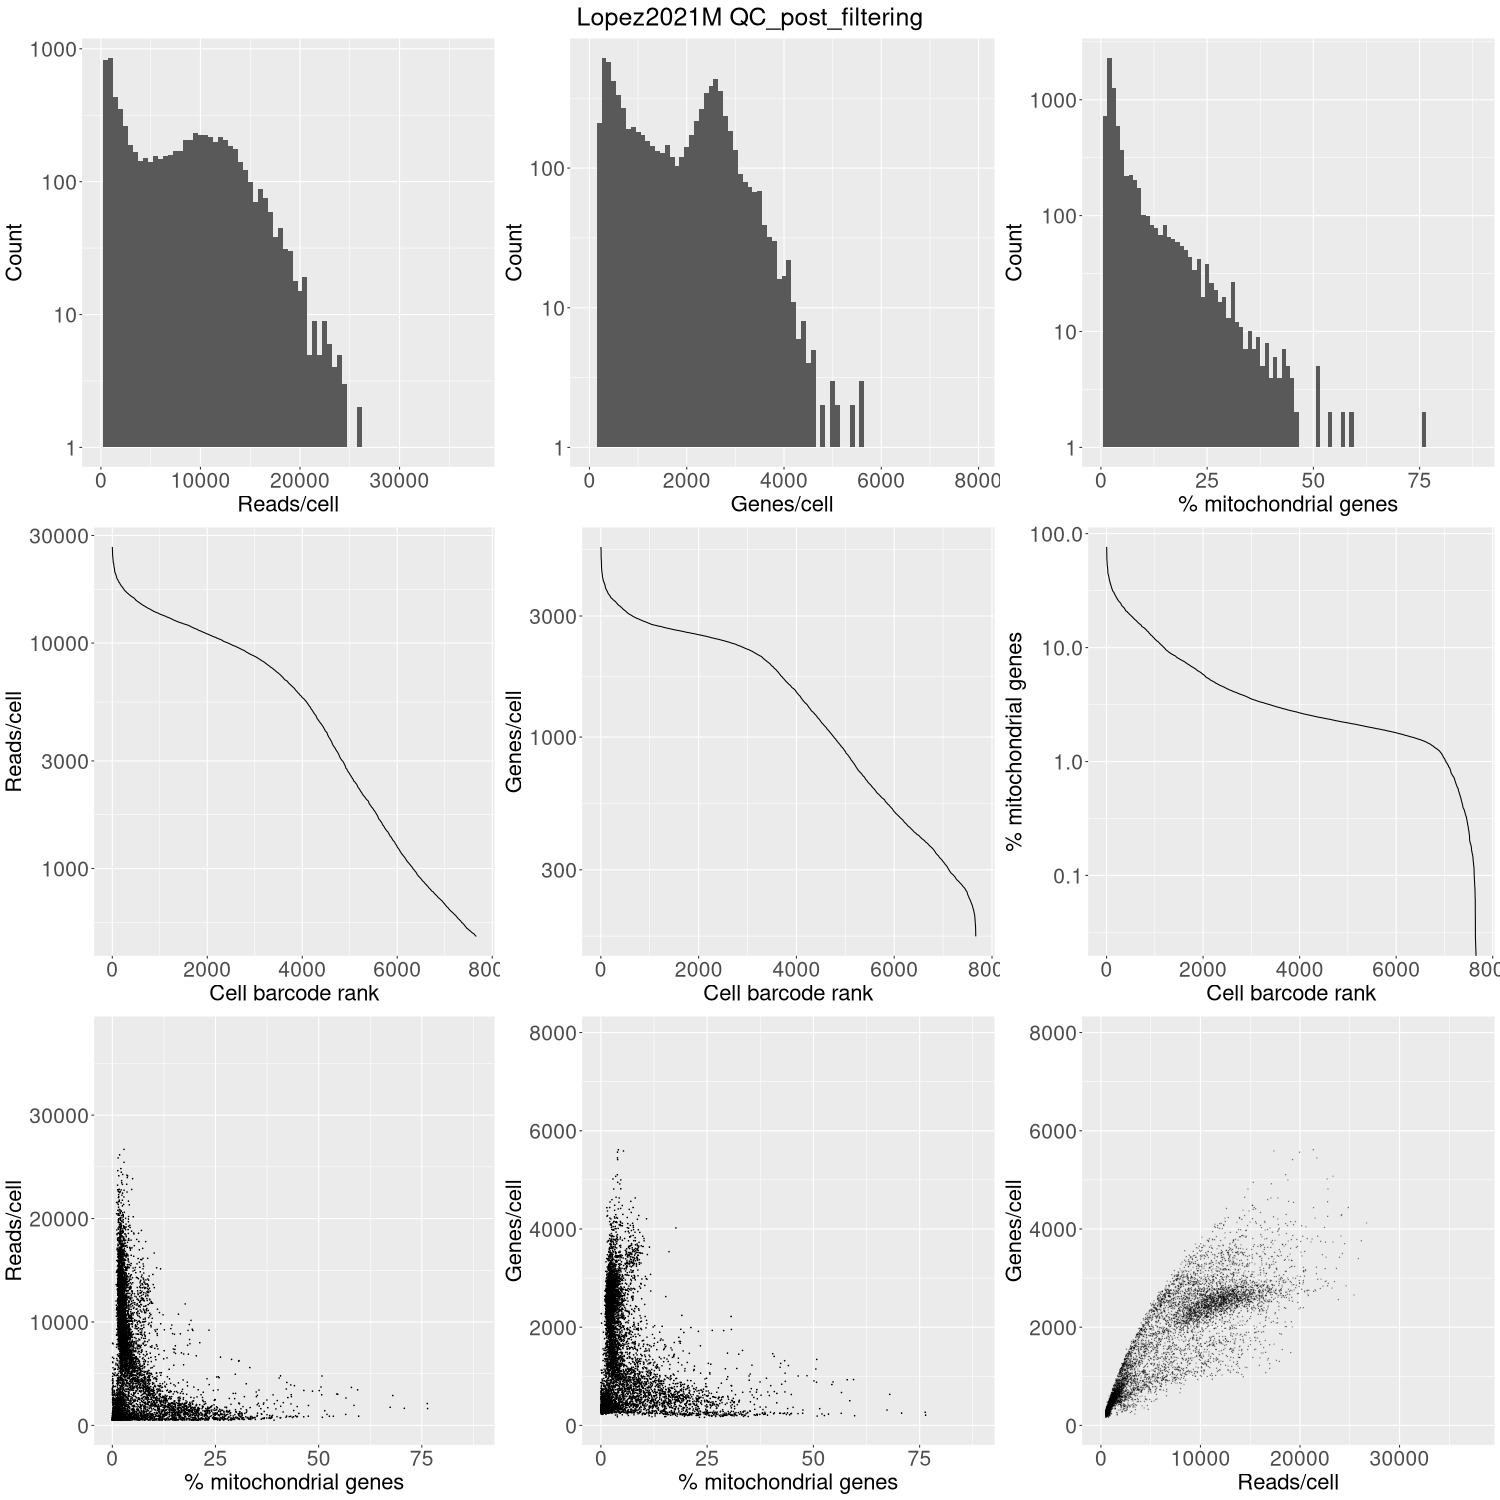 Lopez2021M QC_post_filtering
1000
100
10
1
Count
0 10000 20000 30000
Reads/cell
100
10
1
Count
0 2000 4000 6000 8000
Genes/cell
1000
100
10
1
Count
0 25 50 75
% mitochondrial genes
30000
10000
3000
1000
Reads/cell
0 2000 4000 6000 800
Cell barcode rank
3000
1000
300
Genes/cell
0 2000 4000 6000 800
Cell barcode rank
100.0
10.0
1.0
0.1
% mitochondrial genes
0 2000 4000 6000 800
Cell barcode rank
30000
20000
10000
0
Reads/cell
0 25 50 75
% mitochondrial genes
8000
6000
4000
2000
0
Genes/cell
0 25 50 75
% mitochondrial genes
8000
6000
4000
2000
0
Genes/cell
0 10000 20000 30000
Reads/cell